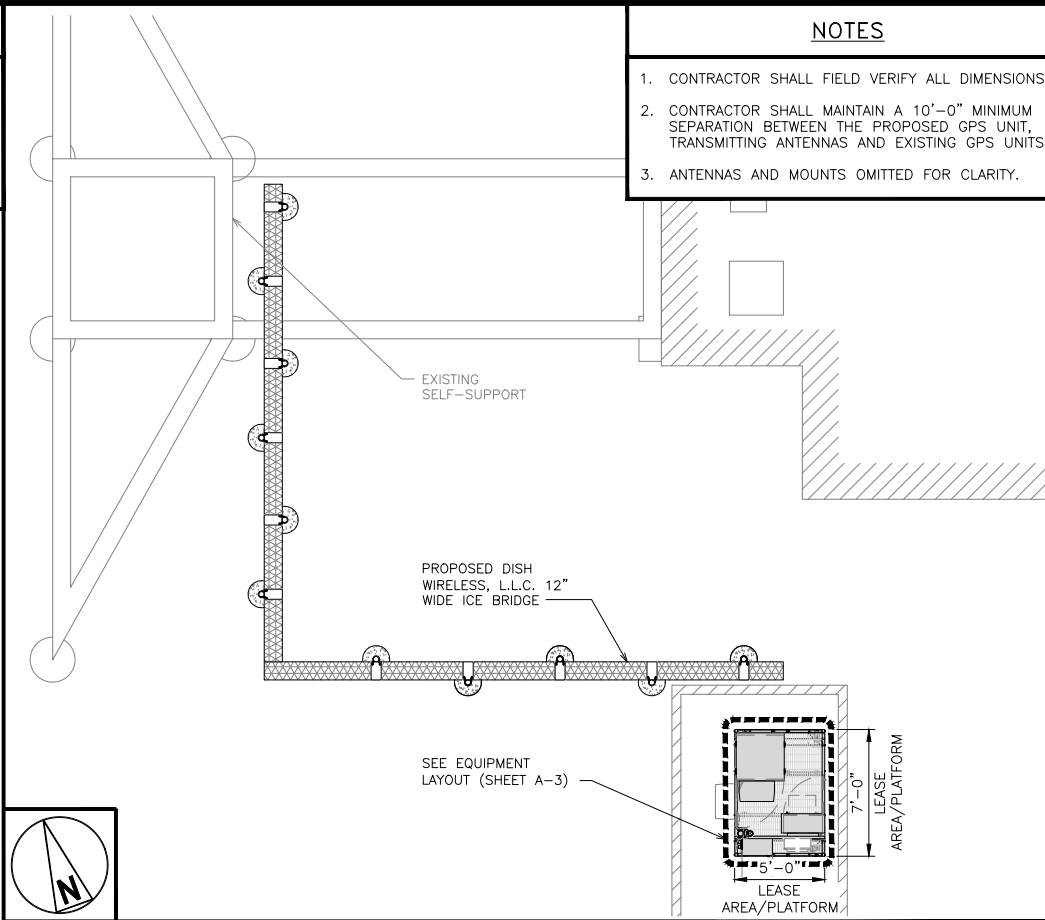 NOTES
1. CONTRACTOR SHALL FIELD VERIFY ALL DIMENSIONS
2. CONTRACTOR SHALL MAINTAIN A 10'-0" MINIMUM
SEPARATION BETWEEN THE PROPOSED GPS UNIT,
TRANSMITTING ANTENNAS AND EXISTING GPS UNITS
3. ANTENNAS AND MOUNTS OMITTED FOR CLARITY.
EXISTING
SELF-SUPPORT
PROPOSED DISH
WIRELESS, L.L.C. 12"
WIDE ICE BRIDGE
SEE EQUIPMENT
LAYOUT (SHEET A-3)
7'-0"
LEASE
AREA/PLATFORM
5'-0"
LEASE
AREA/PLATFORM
N